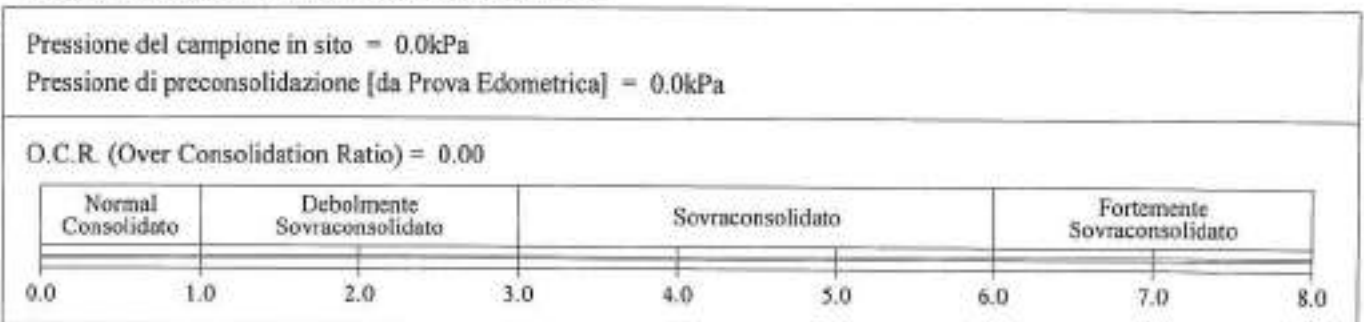 Pressione del campione in sito = 0.0kPa
Pressione di preconsolidazione [da Prova Edometrica] = 0.0kPa
O.C.R. (Over Consolidation Ratio) = 0.00
Normal Consolidato Debolmente Sovraconsolidato Sovraconsolidato Fortemente Sovraconsolidato
0.0 1.0 2.0 3.0 4.0 5.0 6.0 7.0 8.0